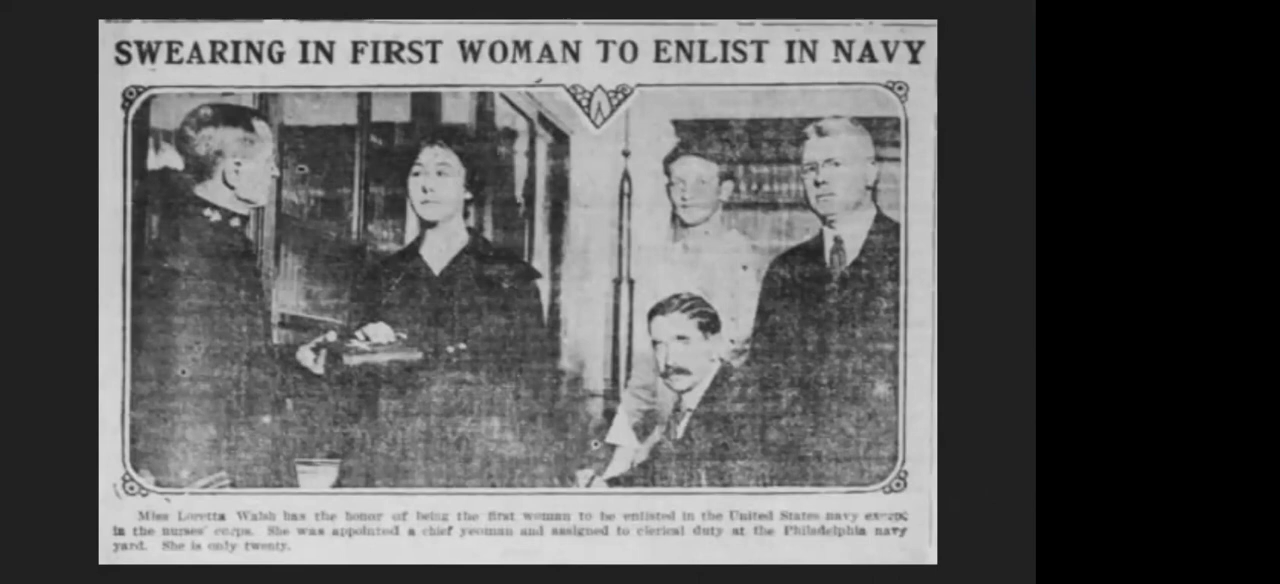 SWEARING IN FIRST WOMAN TO ENLIST IN NAVY
Miss Loretta Walsh has the honor of being the first woman to be enlisted in the United States navy except
in the nurses' corps. She was appointed a chief yeoman and assigned to clerical duty at the Philadelphia navy
yard. She is only twenty.